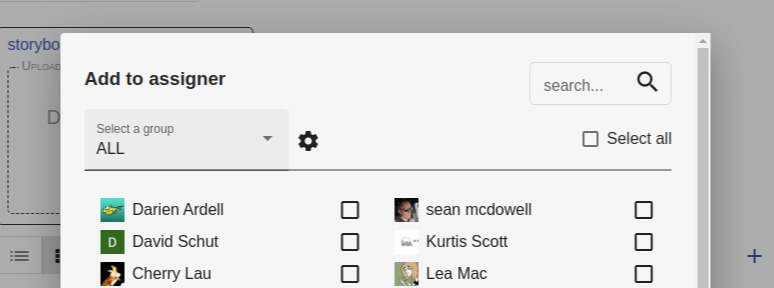 storybo
Upload
D
Add to assigner
search...
Select a group
ALL
Select all
Darien Ardell
sean mcdowell
D
David Schut
Kurtis Scott
Cherry Lau
Lea Mac